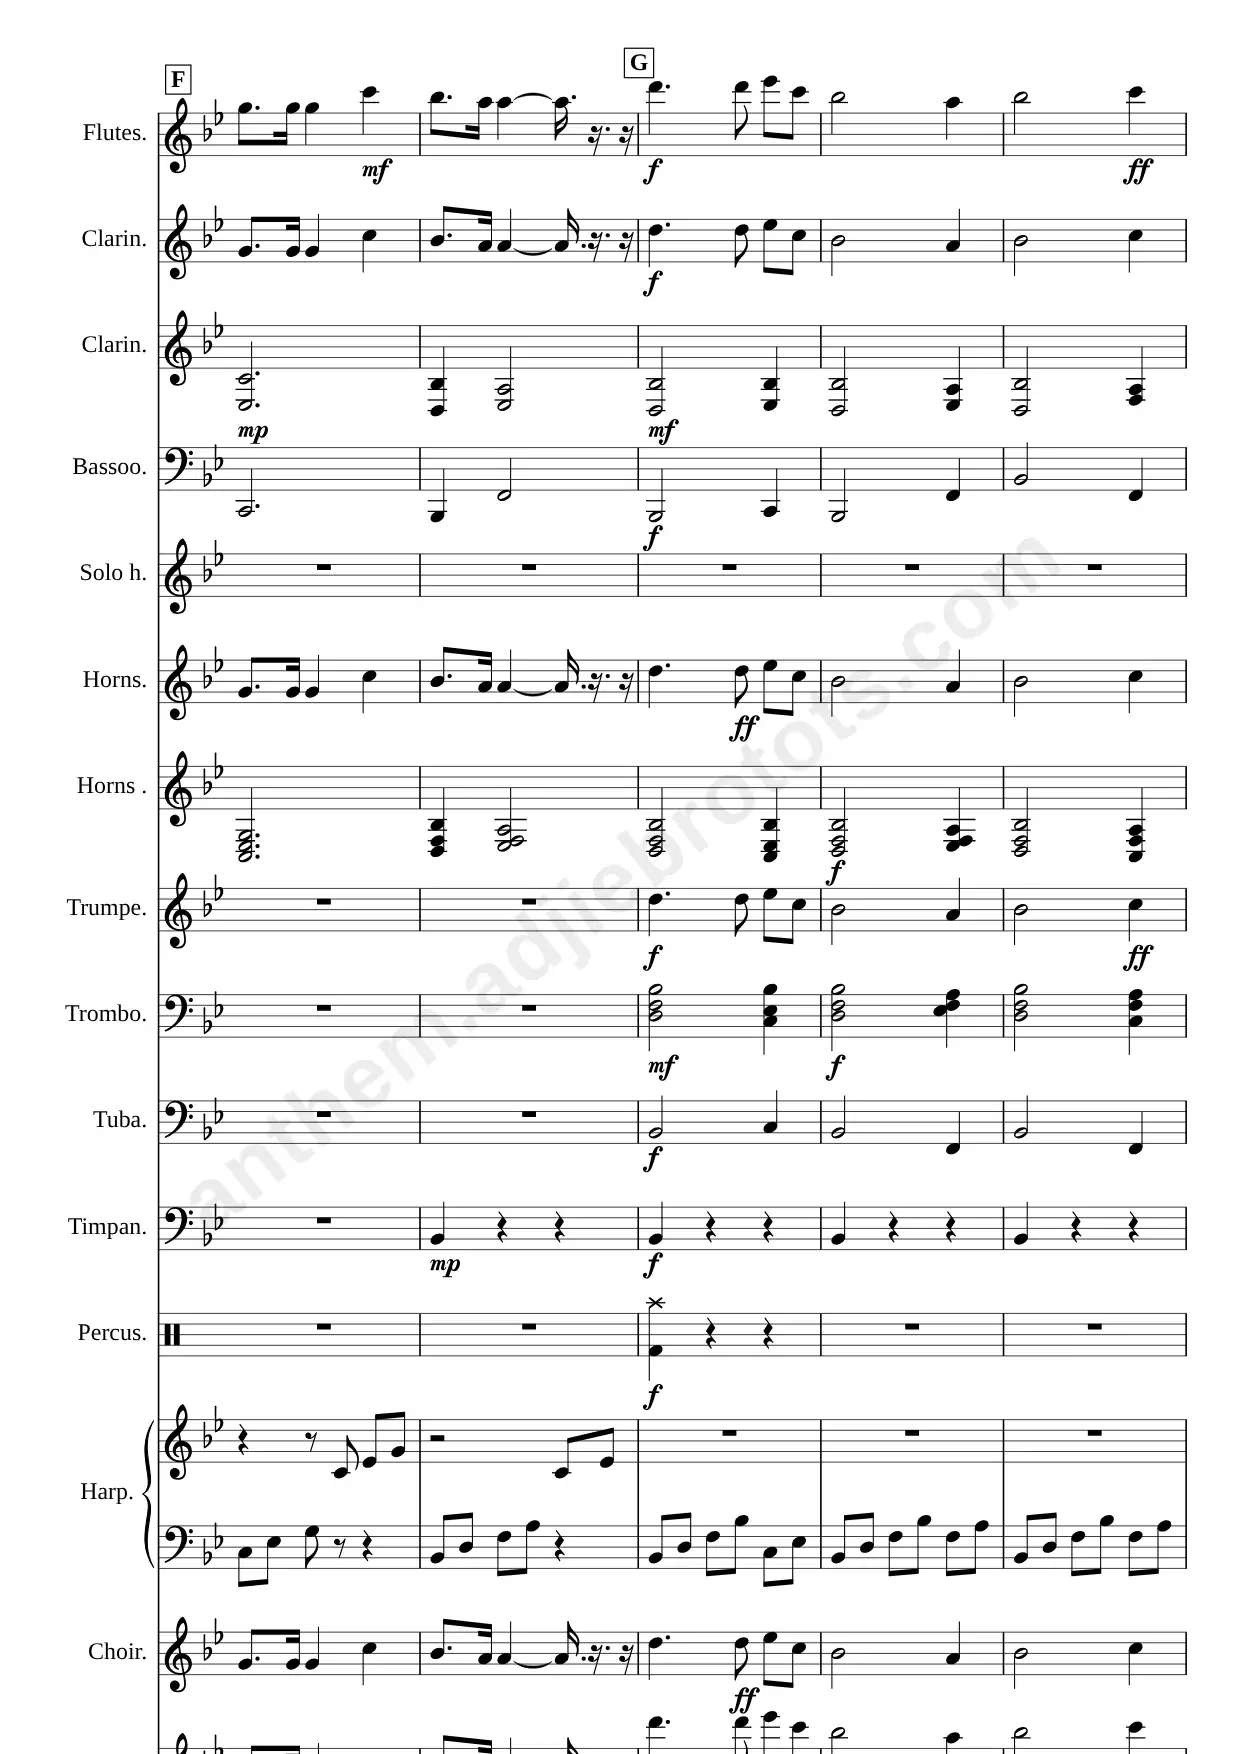 F
G
Flutes.
mf
f
ff
Clarin.
f
Clarin.
mp
mf
Bassoo.
f
Solo h.
Horns.
ff
Horns .
f
Trumpe.
f
ff
Trombo.
mf
f
Tuba.
f
Timpan.
mp
f
Percus.
f
Harp.
Choir.
ff
anthem.adjiebrotots.com